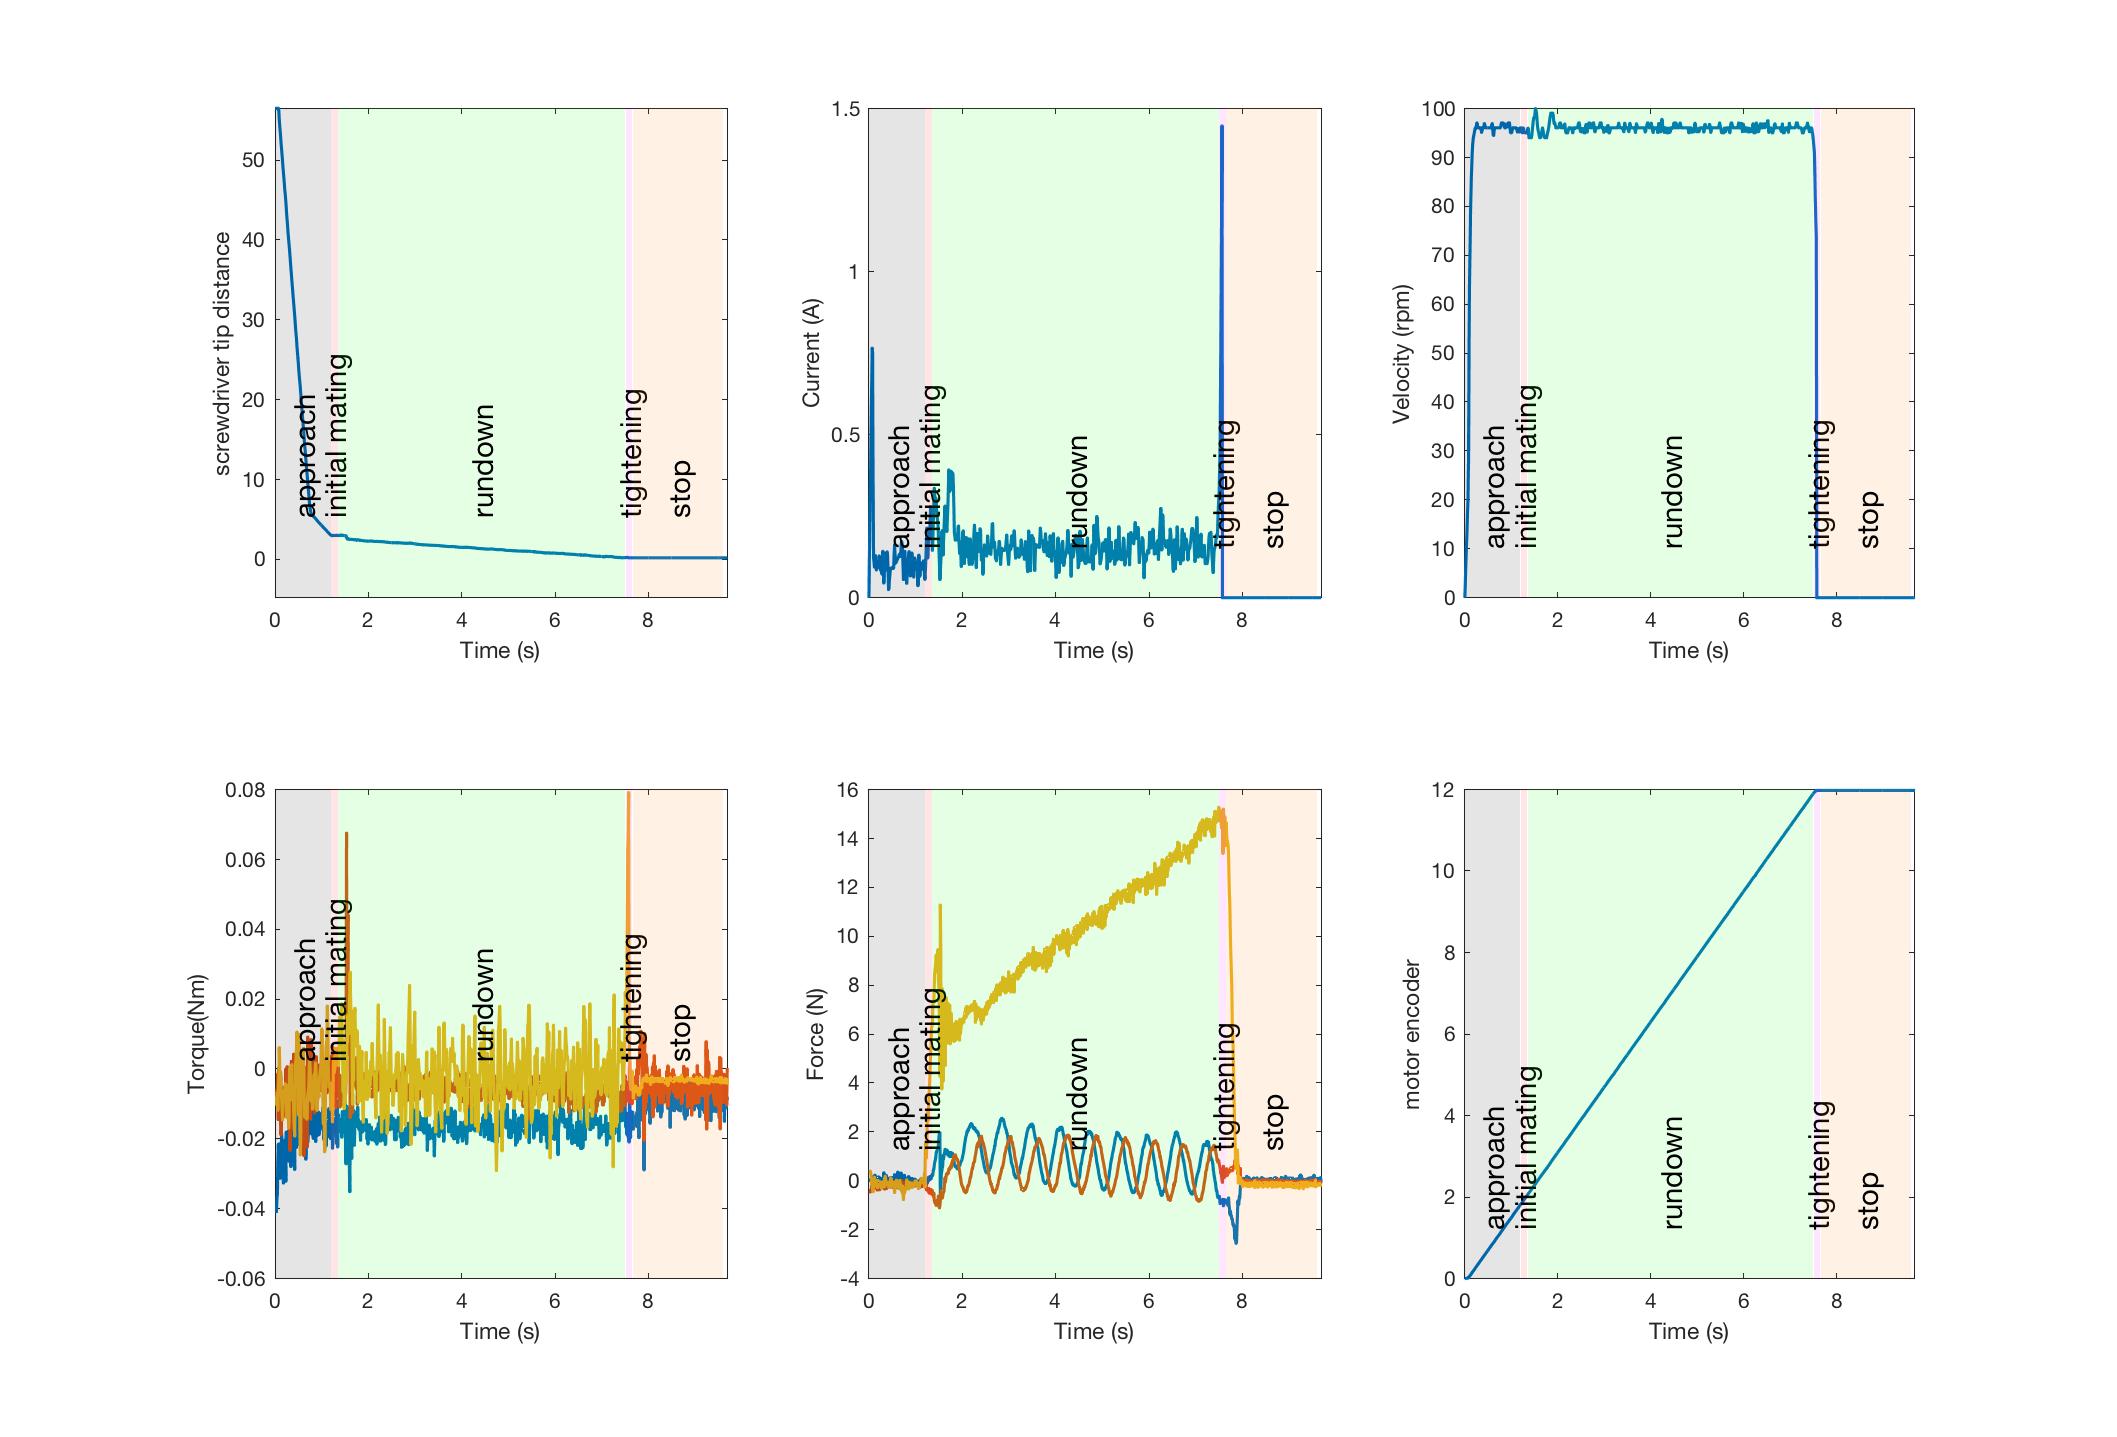 screwdriver tip distance
50
40
30
20
10
0
approach
initial mating
rundown
tightening
stop
0 2 4 6 8
Time (s)
Current (A)
1.5
1
0.5
0
approach
initial mating
rundown
tightening
stop
0 2 4 6 8
Time (s)
Velocity (rpm)
100
90
80
70
60
50
40
30
20
10
0
approach
initial mating
rundown
tightening
stop
0 2 4 6 8
Time (s)
Torque(Nm)
0.08
0.06
0.04
0.02
0
-0.02
-0.04
-0.06
approach
initial mating
rundown
tightening
stop
0 2 4 6 8
Time (s)
Force (N)
16
14
12
10
8
6
4
2
0
-2
-4
approach
initial mating
rundown
tightening
stop
0 2 4 6 8
Time (s)
motor encoder
12
10
8
6
4
2
0
approach
initial mating
rundown
tightening
stop
0 2 4 6 8
Time (s)